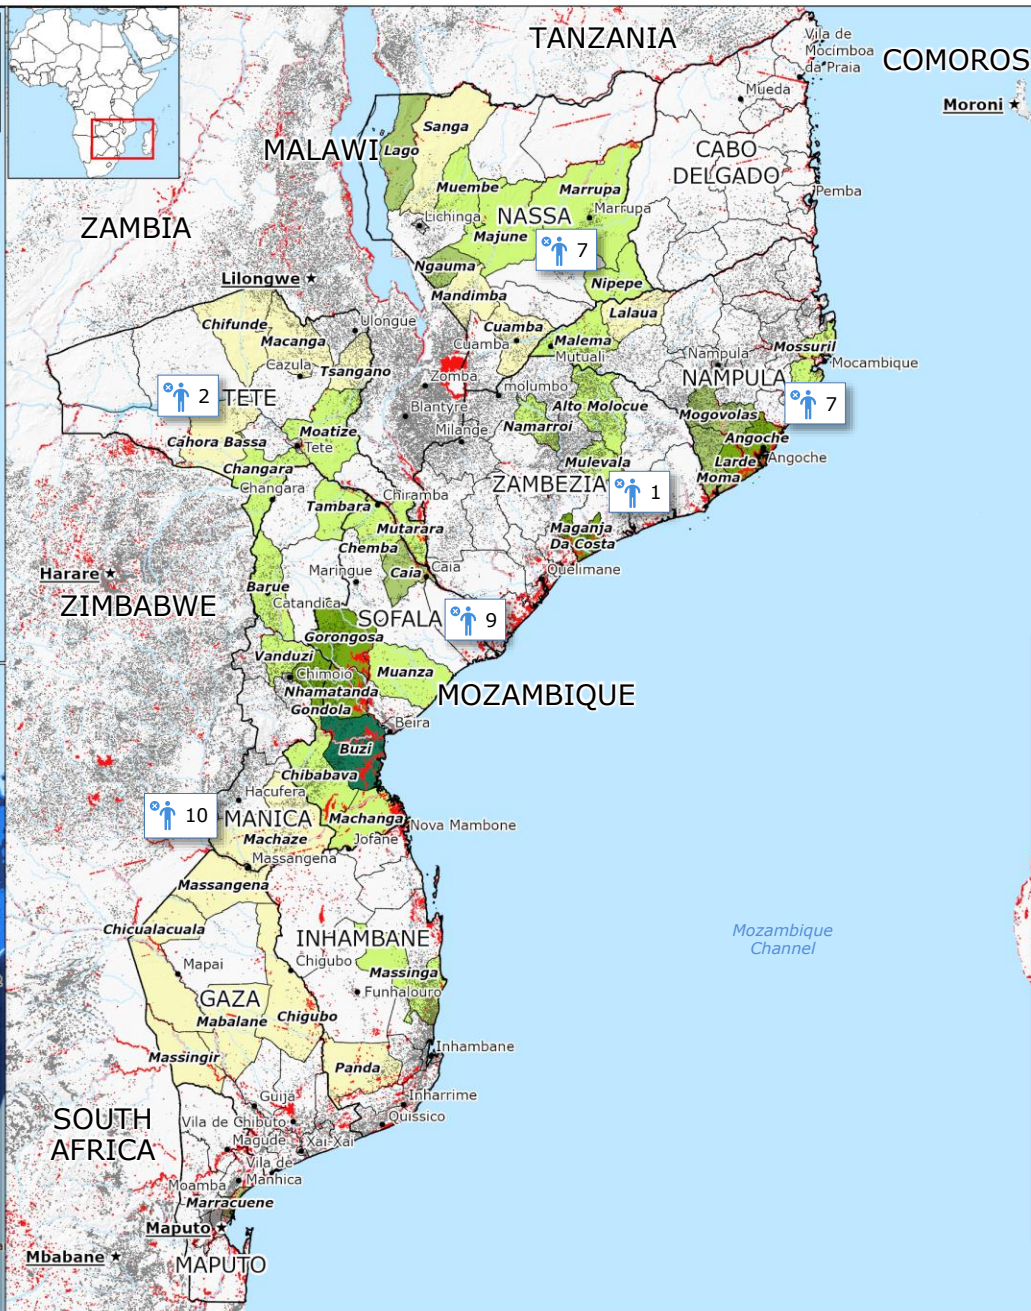 TANZANIA
Vila de
Mocímboa
da Praia
COMOROS
Mueda
Moroni
Sanga
MALAWI
Lago
CABO
DELGADO
Muembe
Marrupa
Pemba
Lichinga
NASSA
Marrupa
ZAMBIA
Majune
7
Ngauma
Lilongwe
Nipepe
Mandimba
Lalaua
Chifunde
Ulongue
Cuamba
Macanga
Cuamba
Malema
Mossuril
Mutuali
Nampula
Mocambique
Cazula
Tsangano
Zomba
NAMPULA
molumbo
2
TETE
7
Blantyre
Alto Molocue
Mogovolas
Namarroi
Moatize
Milange
Angoche
Cahora Bassa
Tete
Angoche
Mulevala
Larde
Changara
Moma
ZAMBEZIA
1
Changara
Chiramba
Tambara
Mutarara
Maganja
Da Costa
Chemba
Caia
Caia
Quelimane
Harare
Maringue
Barue
ZIMBABWE
Catandica
SOFALA
9
Gorongosa
Vanduzi
Chimoio
Muanza
Nhamatanda
MOZAMBIQUE
Gondola
Beira
Buzi
Chibabava
Hacufera
10
MANICA
Machanga
Nova Mambone
Machaze
Jofane
Massangena
Massangena
Chicualacuala
INHAMBANE
Mozambique
Channel
Mapai
Chigubo
Massinga
Funhalouro
GAZA
Mabalane
Chigubo
Massingir
Panda
Inhambane
Guija
Inharrime
SOUTH
AFRICA
Vila de Chibuto
Quissico
Magude
Xai-Xai
Vila de
Manhica
Moamba
Marracuene
Maputo
Mbabane
MAPUTO